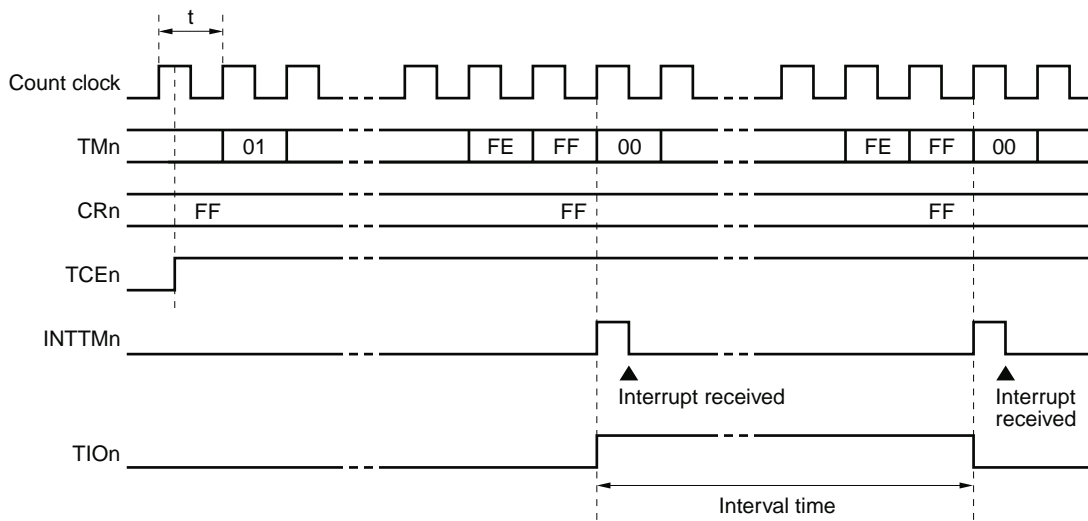 t
Count clock
TMn 01 FE FF 00 FE FF 00
CRn FF FF FF
TCEn
INTTMn
Interrupt received
Interrupt
received
TIOn
Interval time